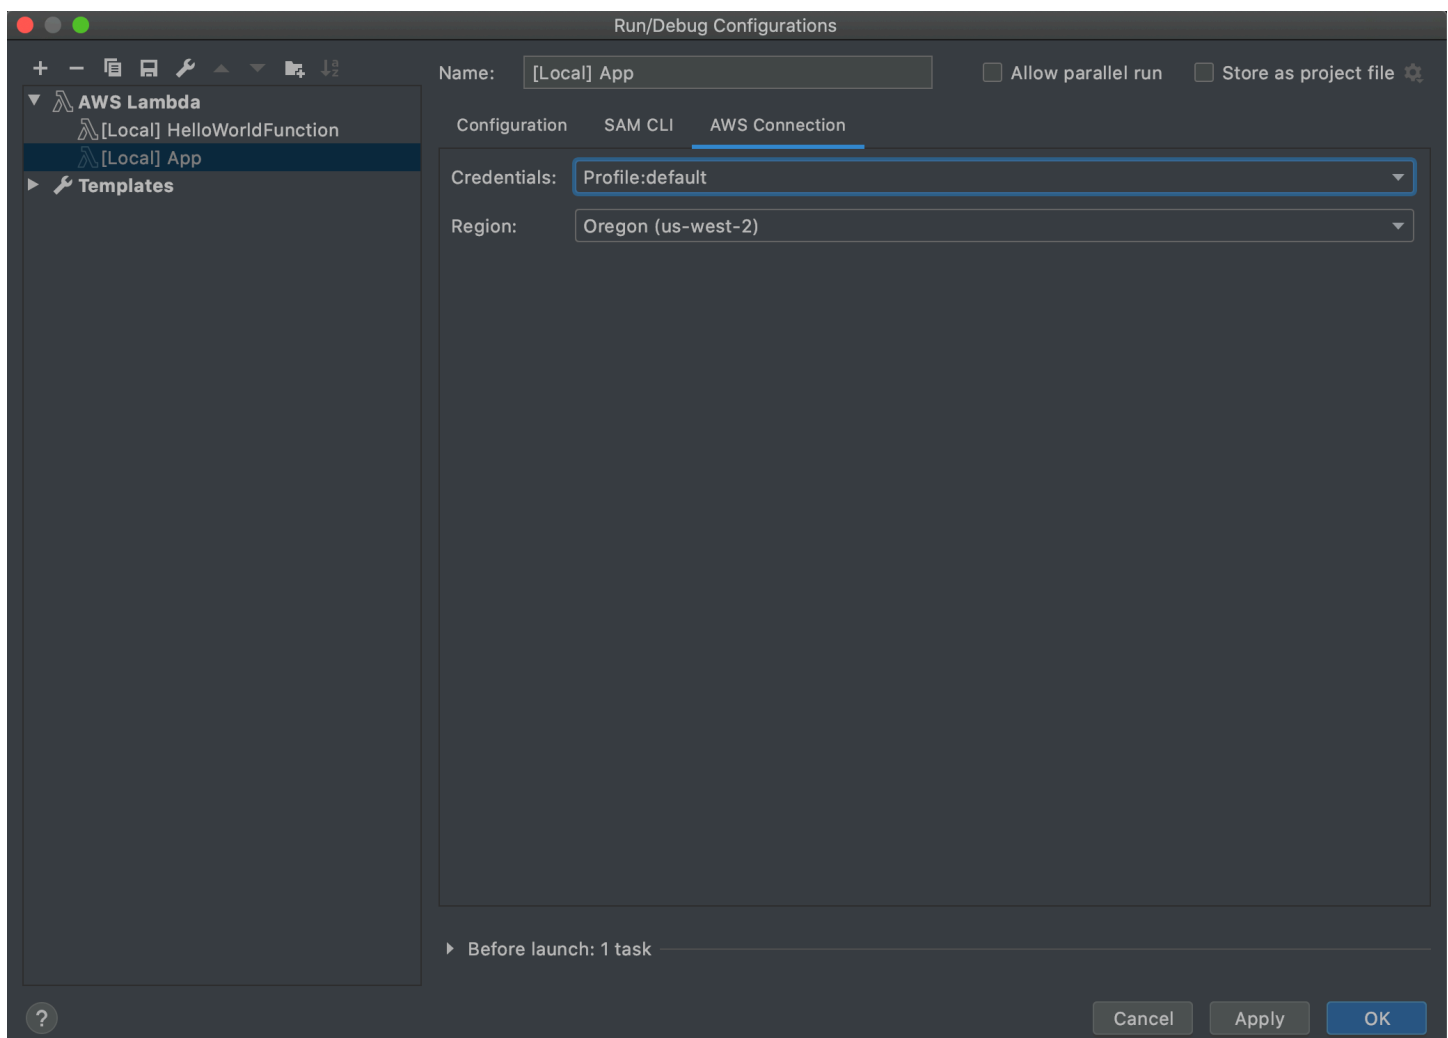 Run/Debug Configurations
Name: [Local] App Allow parallel run Store as project file
AWS Lambda
[Local] HelloWorldFunction
[Local] App
Templates
Configuration SAM CLI AWS Connection
Credentials: Profile:default
Region: Oregon (us-west-2)
Before launch: 1 task
? Cancel Apply OK